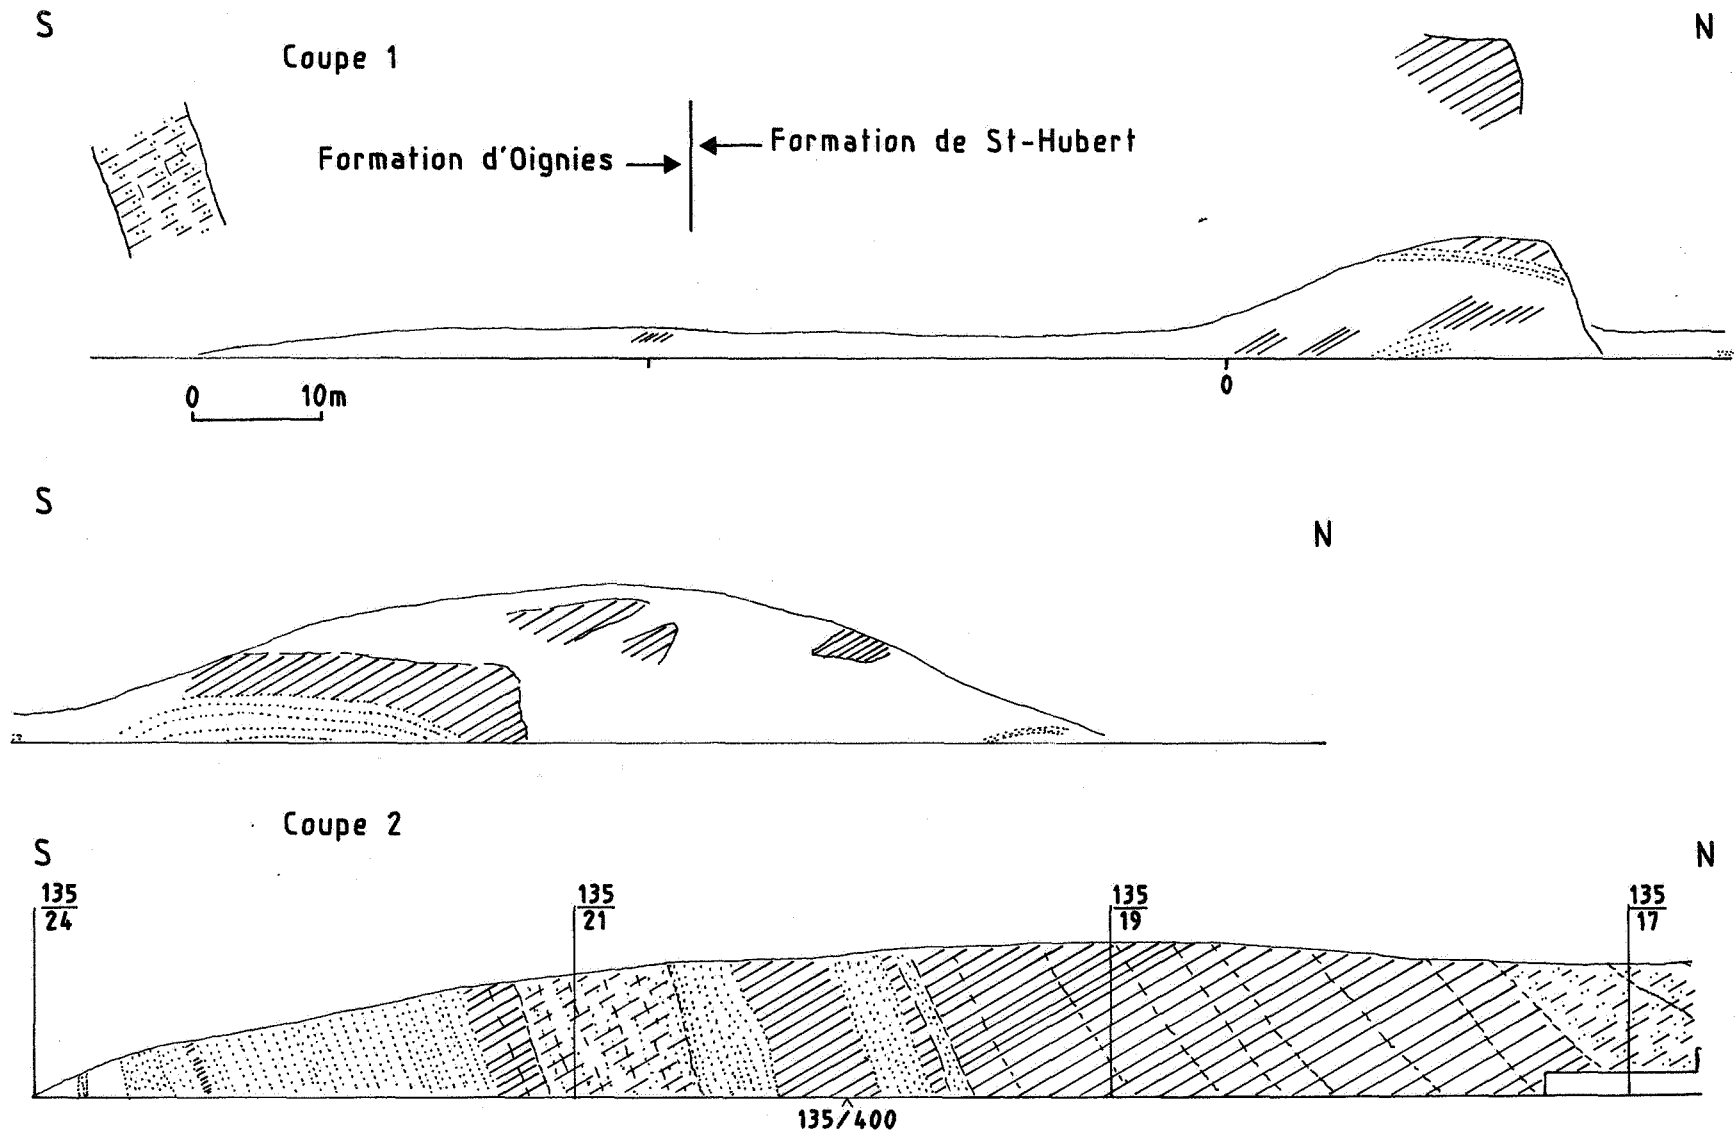 S
N
Coupe 1
Formation d'Oignies
Formation de St-Hubert
0
10m
0
S
N
Coupe 2
S
N
135
24
135
21
135
19
135
17
135/400